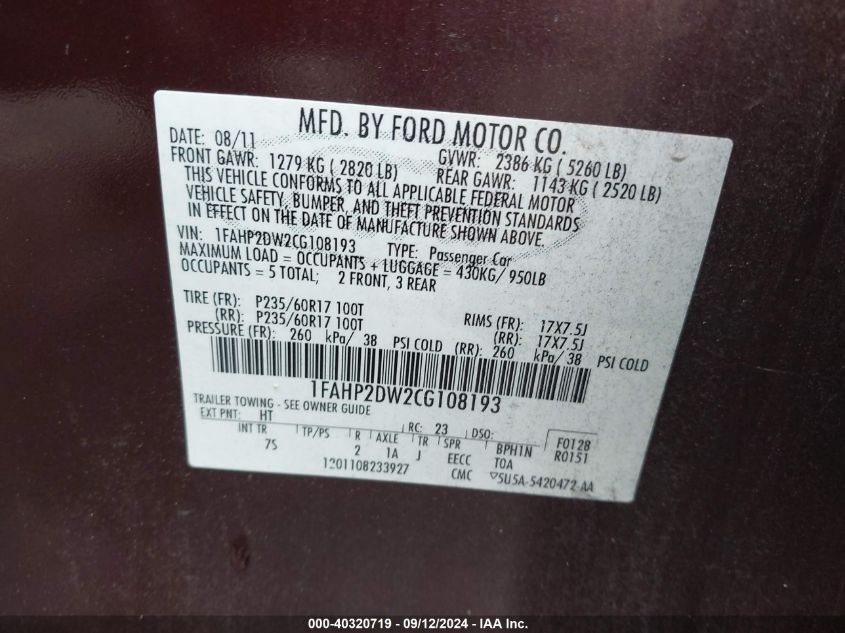 MFD. BY FORD MOTOR CO.
DATE: 08/11 GVWR: 2386 KG ( 5260 LB)
FRONT GAWR: 1279 KG ( 2820 LB) REAR GAWR: 1143 KG ( 2520 LB)
THIS VEHICLE CONFORMS TO ALL APPLICABLE FEDERAL MOTOR
VEHICLE SAFETY, BUMPER, AND THEFT PREVENTION STANDARDS
IN EFFECT ON THE DATE OF MANUFACTURE SHOWN ABOVE.
VIN: 1FAHP2DW2CG108193 TYPE: Passenger Car
MAXIMUM LOAD = OCCUPANTS + LUGGAGE = 430KG/ 950LB
OCCUPANTS = 5 TOTAL; 2 FRONT, 3 REAR
TIRE (FR): P235/60R17 100T RIMS (FR): 17X7.5J
(RR): P235/60R17 100T (RR): 17X7.5J
PRESSURE (FR): 260 kPa/ 38 PSI COLD (RR): 260 kPa/ 38 PSI COLD
1FAHP2DW2CG108193
TRAILER TOWING - SEE OWNER GUIDE
EXT PNT: HT RC: 23 DSO: F0128
INT TR TP/PS R AXLE TR SPR BPH1N R0151
7S 2 1A J EECC TOA
1201108233927 CMC ▽5U5A-5420472-AA
000-40320719 - 09/12/2024 - IAA Inc.